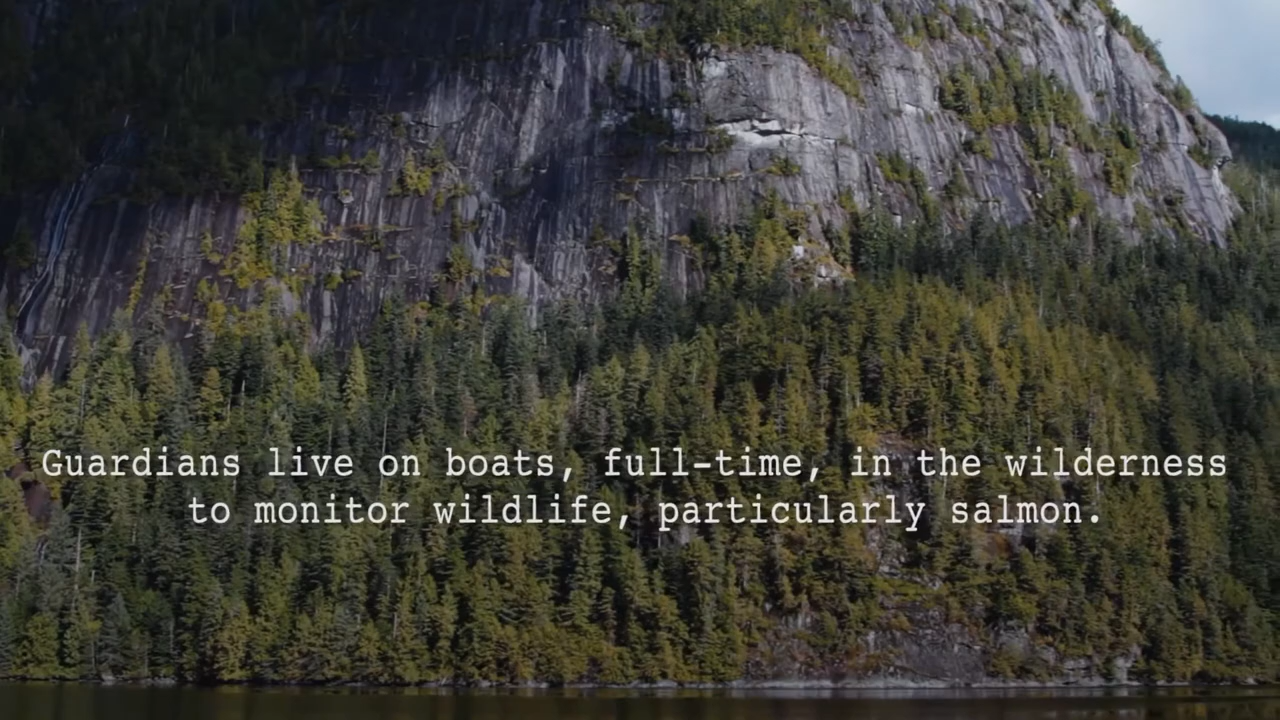 Guardians live on boats, full-time, in the wilderness
to monitor wildlife, particularly salmon.